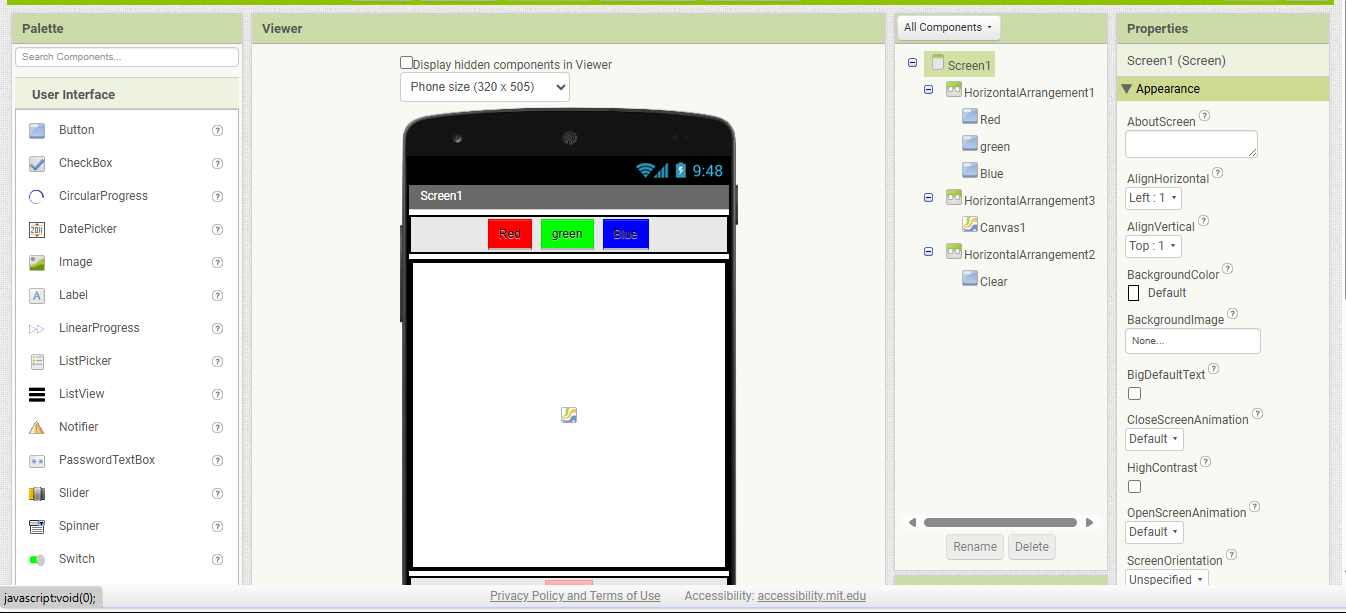 Palette
Search Components...
User Interface
Button
?
CheckBox
?
CircularProgress
?
DatePicker
?
Image
?
Label
?
LinearProgress
?
ListPicker
?
ListView
?
Notifier
?
PasswordTextBox
?
Slider
?
Spinner
?
Switch
?
javascript:void(0);
Viewer
Display hidden components in Viewer
Phone size (320 x 505)
9:48
Screen1
Red
green
Blue
All Components
Screen1
HorizontalArrangement1
Red
green
Blue
HorizontalArrangement3
Canvas1
HorizontalArrangement2
Clear
Rename
Delete
Properties
Screen1 (Screen)
Appearance
AboutScreen ?
AlignHorizontal ?
Left : 1
AlignVertical ?
Top : 1
BackgroundColor ?
Default
BackgroundImage ?
None...
BigDefaultText ?
CloseScreenAnimation ?
Default
HighContrast ?
OpenScreenAnimation ?
Default
ScreenOrientation ?
Unspecified
Privacy Policy and Terms of Use
Accessibility: accessibility.mit.edu